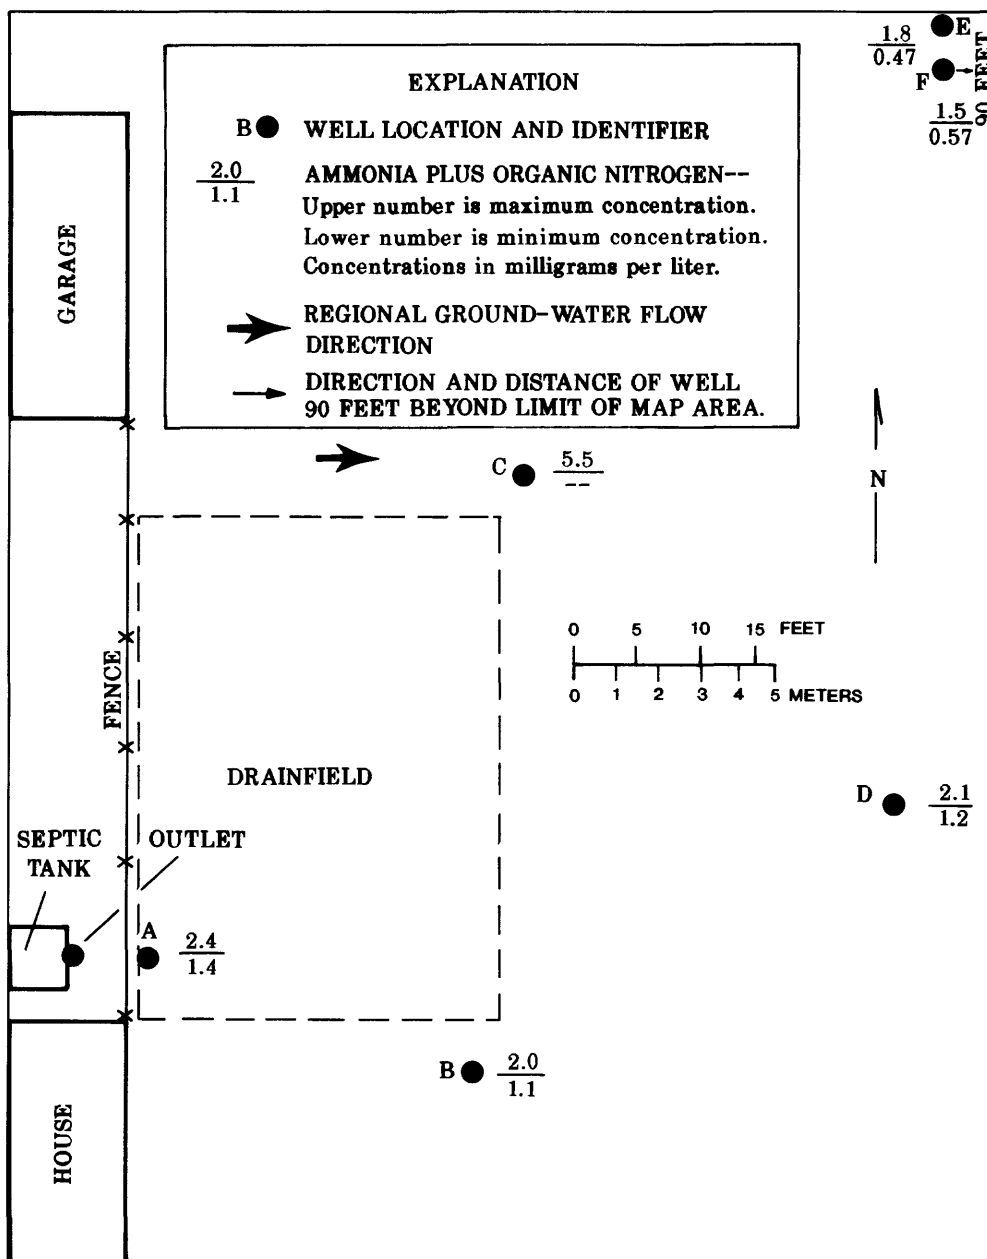 E
1.8
0.47
F
90 FEET
1.5
0.57
EXPLANATION
B WELL LOCATION AND IDENTIFIER
2.0
1.1
AMMONIA PLUS ORGANIC NITROGEN--
Upper number is maximum concentration.
Lower number is minimum concentration.
Concentrations in milligrams per liter.
REGIONAL GROUND-WATER FLOW
DIRECTION
DIRECTION AND DISTANCE OF WELL
90 FEET BEYOND LIMIT OF MAP AREA.
GARAGE
C
5.5
--
N
0 5 10 15 FEET
0 1 2 3 4 5 METERS
FENCE
DRAINFIELD
D
2.1
1.2
SEPTIC
TANK
OUTLET
A
2.4
1.4
B
2.0
1.1
HOUSE